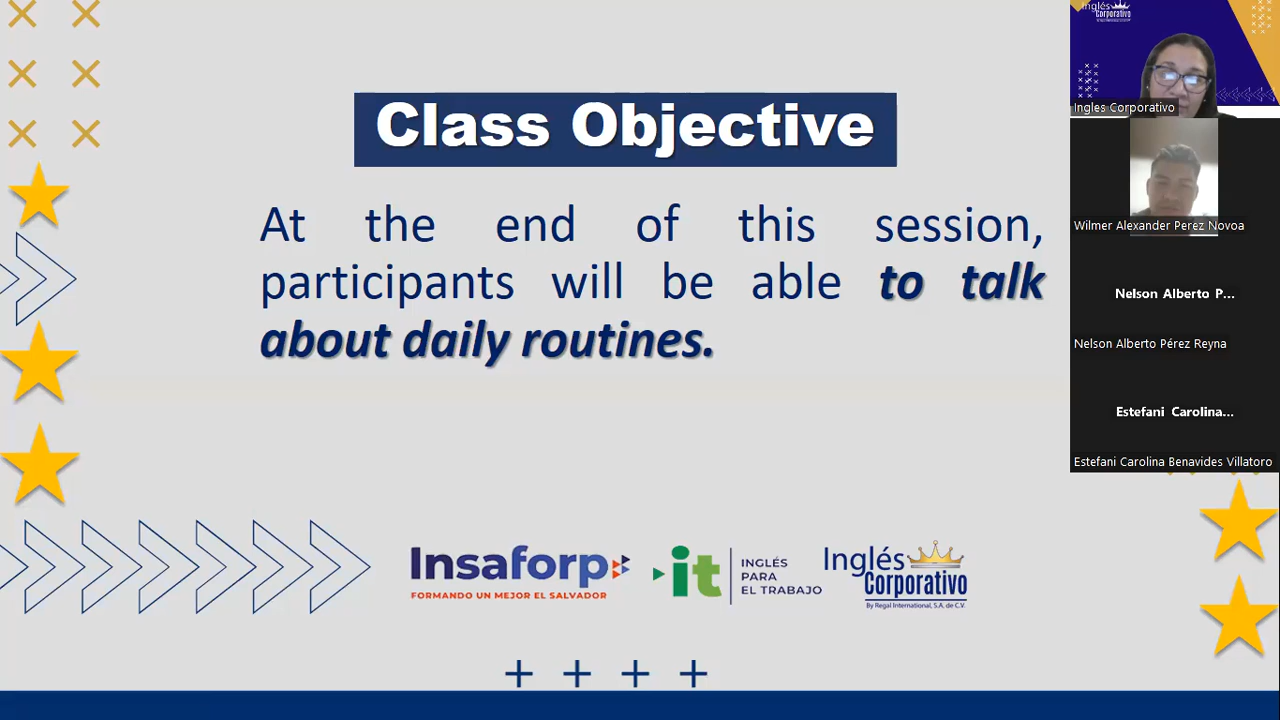 Class Objective
At the end of this session,
participants will be able to talk
about daily routines.
Insaforp
FORMANDO UN MEJOR EL SALVADOR
it
INGLÉS
PARA
EL TRABAJO
Inglés
Corporativo
By Regal International, S.A. de C.V.
Inglés
Corporativo
Ingles Corporativo
Wilmer Alexander Perez Novoa
Nelson Alberto P...
Nelson Alberto Pérez Reyna
Estefani Carolina...
Estefani Carolina Benavides Villatoro